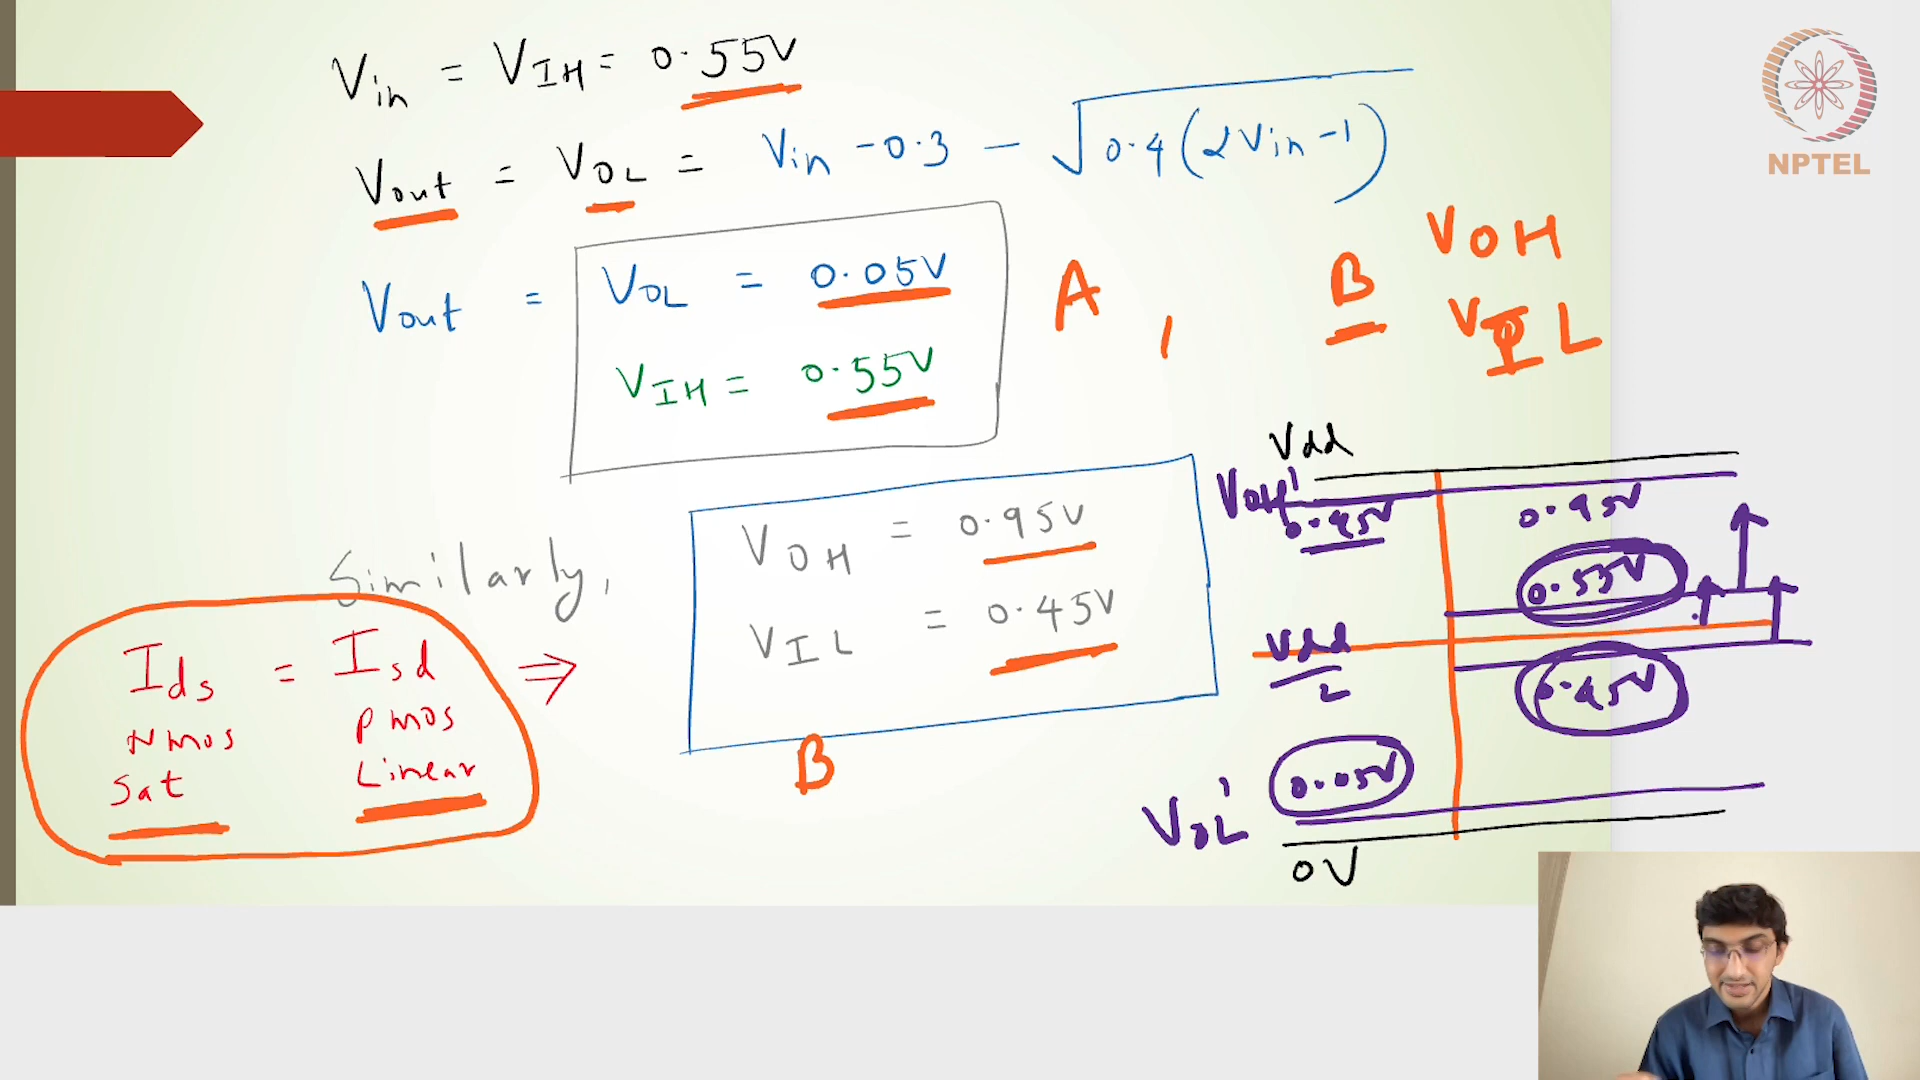 Vin = VIH = 0.55V
Vout = VOL = Vin - 0.3 - √0.4(2Vin - 1)
Vout = VOL = 0.05V
VIH = 0.55V
A , B VOH
VIL
NPTEL
Similarly, VOH = 0.95V
VIL = 0.45V
B
Ids = Isd ⇒
Nmos Pmos
Sat Linear
Vdd
VOH' 0.95V 0.95V
0.55V
Vdd/2
0.45V
VOL' 0.05V
0V